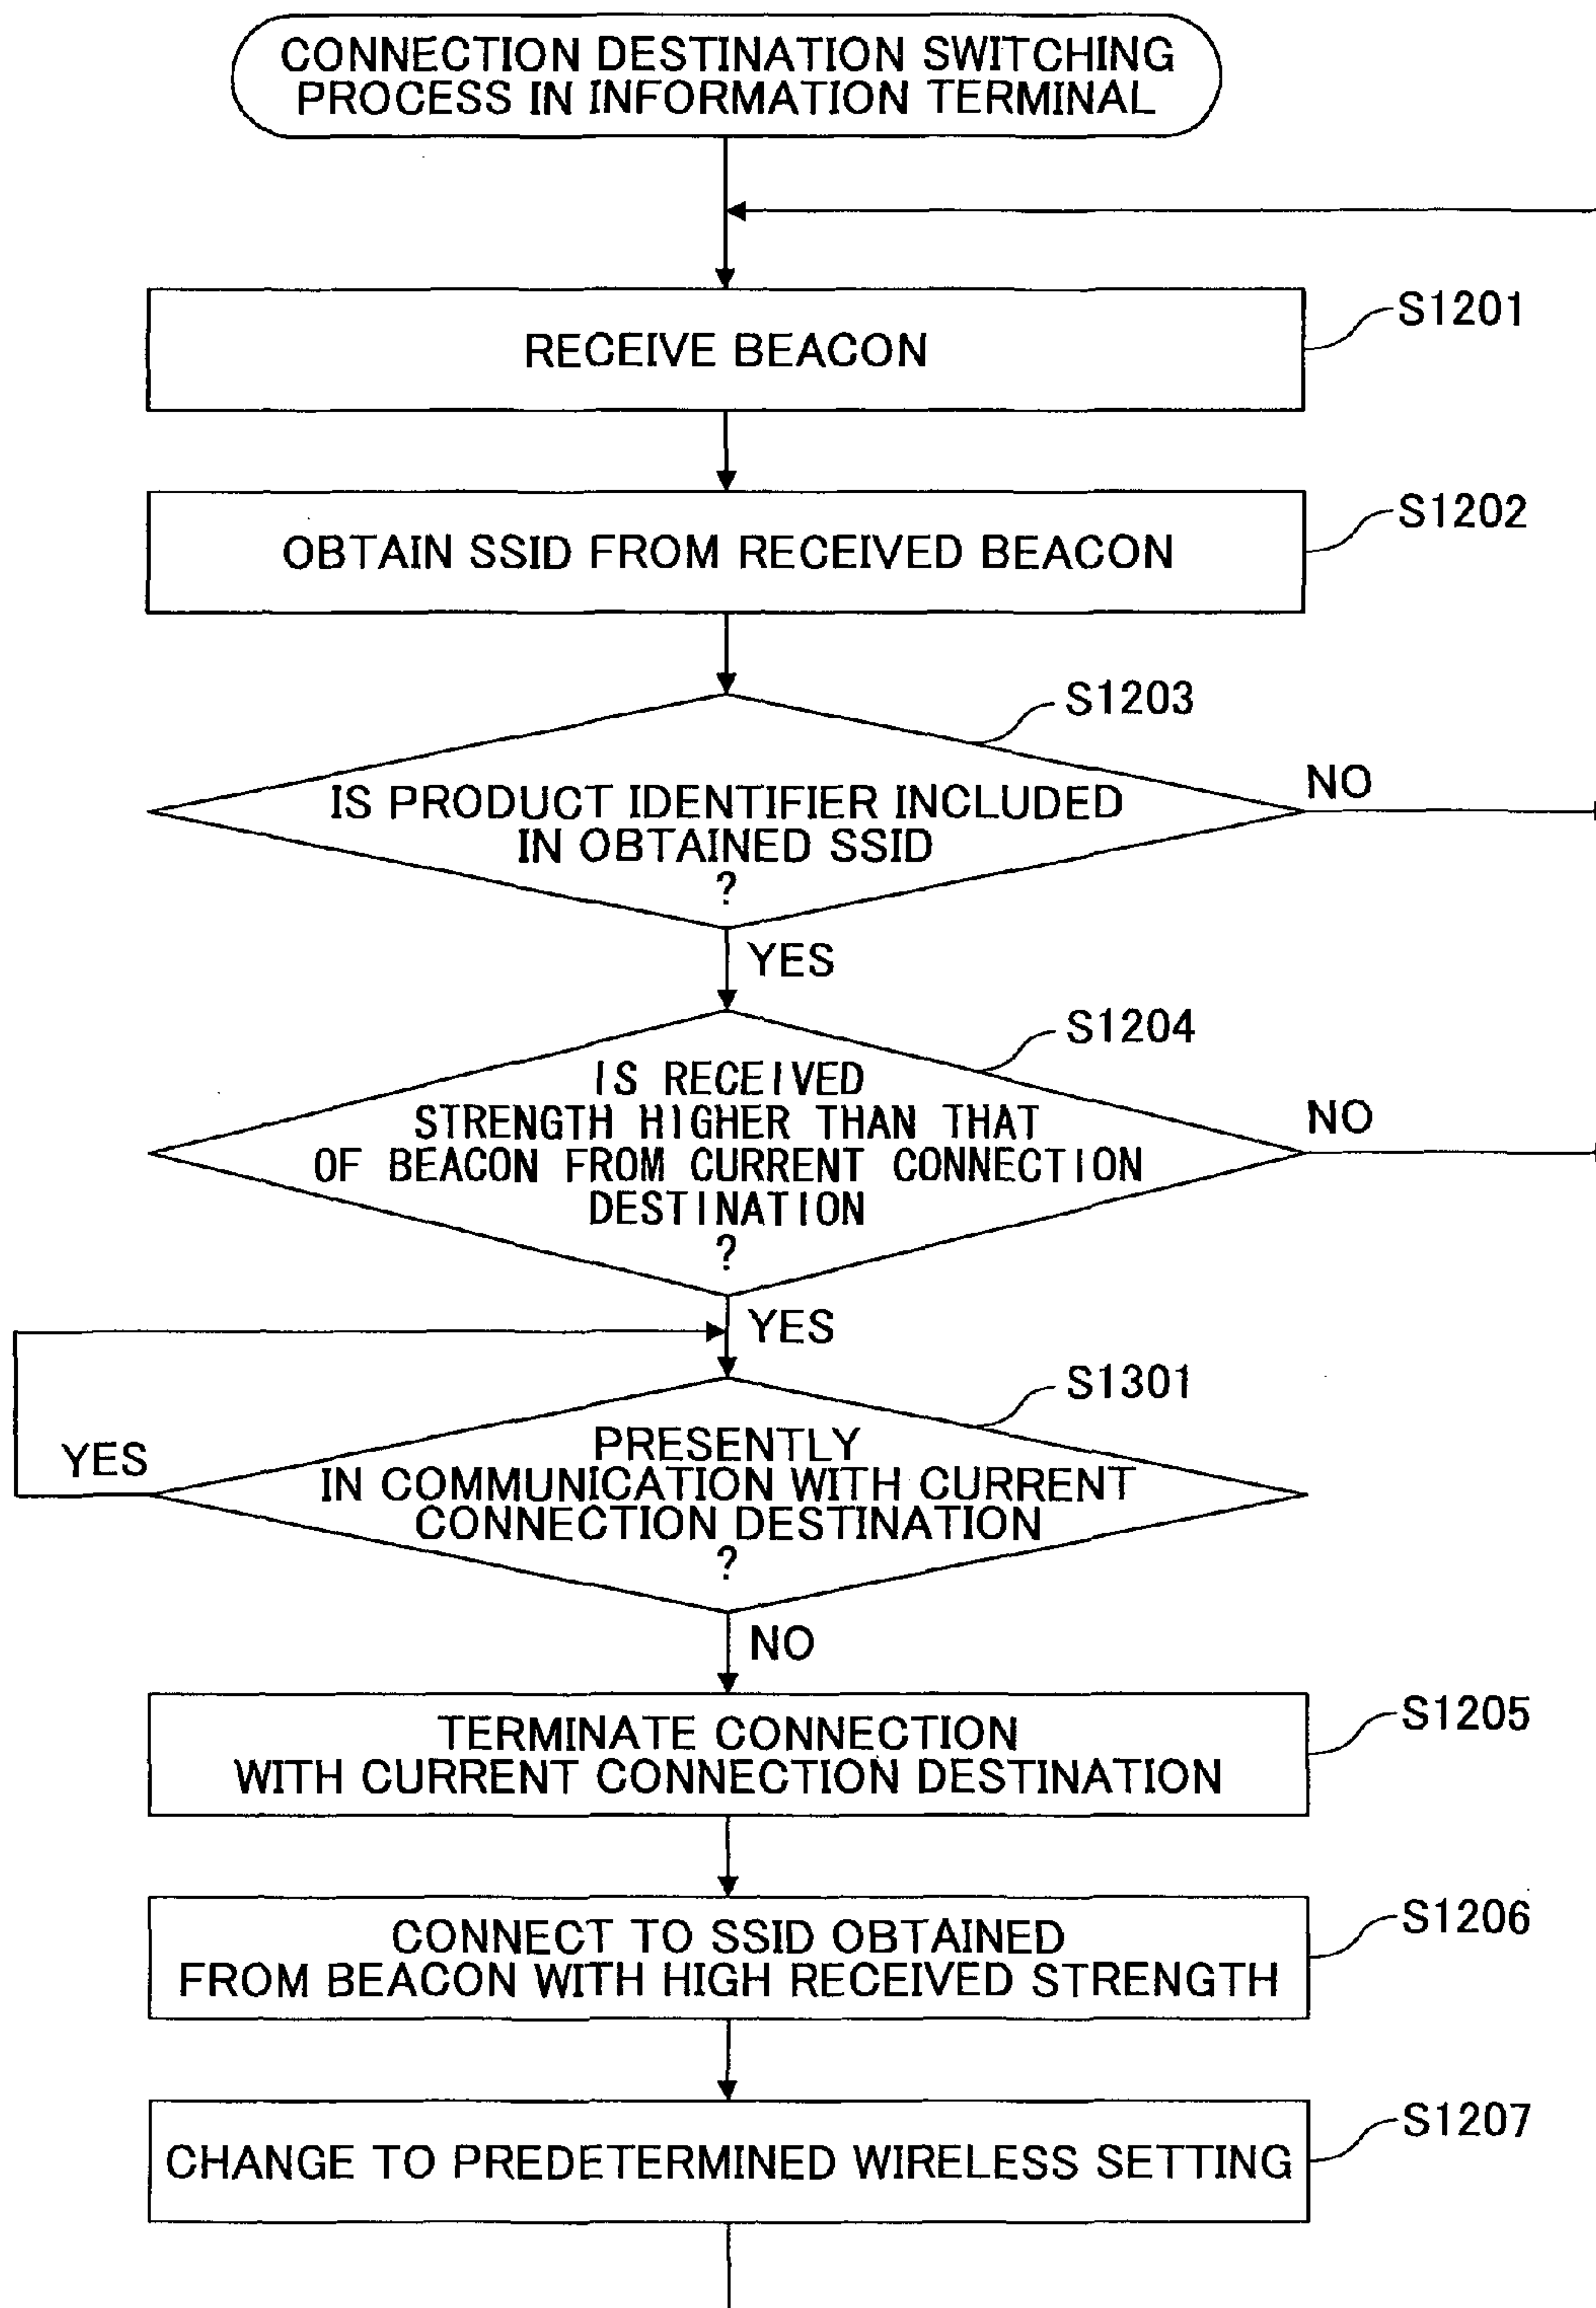 CONNECTION DESTINATION SWITCHING
PROCESS IN INFORMATION TERMINAL
RECEIVE BEACON
S1201
OBTAIN SSID FROM RECEIVED BEACON
S1202
S1203
IS PRODUCT IDENTIFIER INCLUDED
IN OBTAINED SSID
?
NO
YES
S1204
IS RECEIVED
STRENGTH HIGHER THAN THAT
OF BEACON FROM CURRENT CONNECTION
DESTINATION
?
NO
YES
S1301
PRESENTLY
IN COMMUNICATION WITH CURRENT
CONNECTION DESTINATION
?
YES
NO
TERMINATE CONNECTION
WITH CURRENT CONNECTION DESTINATION
S1205
CONNECT TO SSID OBTAINED
FROM BEACON WITH HIGH RECEIVED STRENGTH
S1206
CHANGE TO PREDETERMINED WIRELESS SETTING
S1207